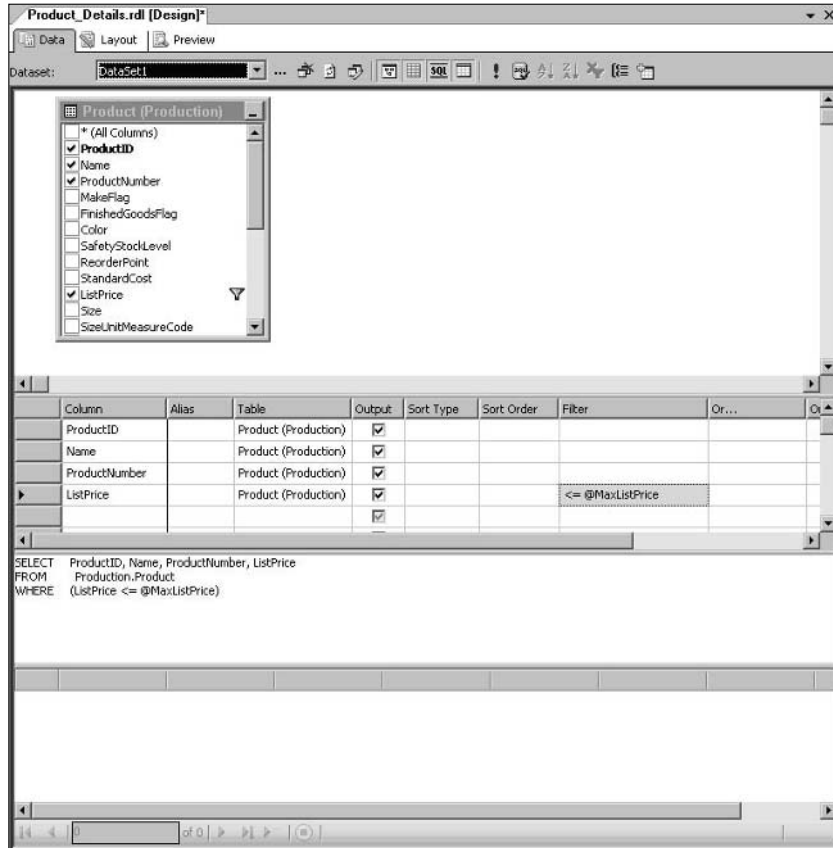 Product_Details.rdl [Design]*
Data Layout Preview
Dataset: DataSet1 ... SQL !
Product (Production)
* (All Columns)
ProductID
Name
ProductNumber
MakeFlag
FinishedGoodsFlag
Color
SafetyStockLevel
ReorderPoint
StandardCost
ListPrice
Size
SizeUnitMeasureCode
Column Alias Table Output Sort Type Sort Order Filter Or...
ProductID Product (Production)
Name Product (Production)
ProductNumber Product (Production)
ListPrice Product (Production) <= @MaxListPrice
SELECT ProductID, Name, ProductNumber, ListPrice
FROM Production.Product
WHERE (ListPrice <= @MaxListPrice)
0 of 0